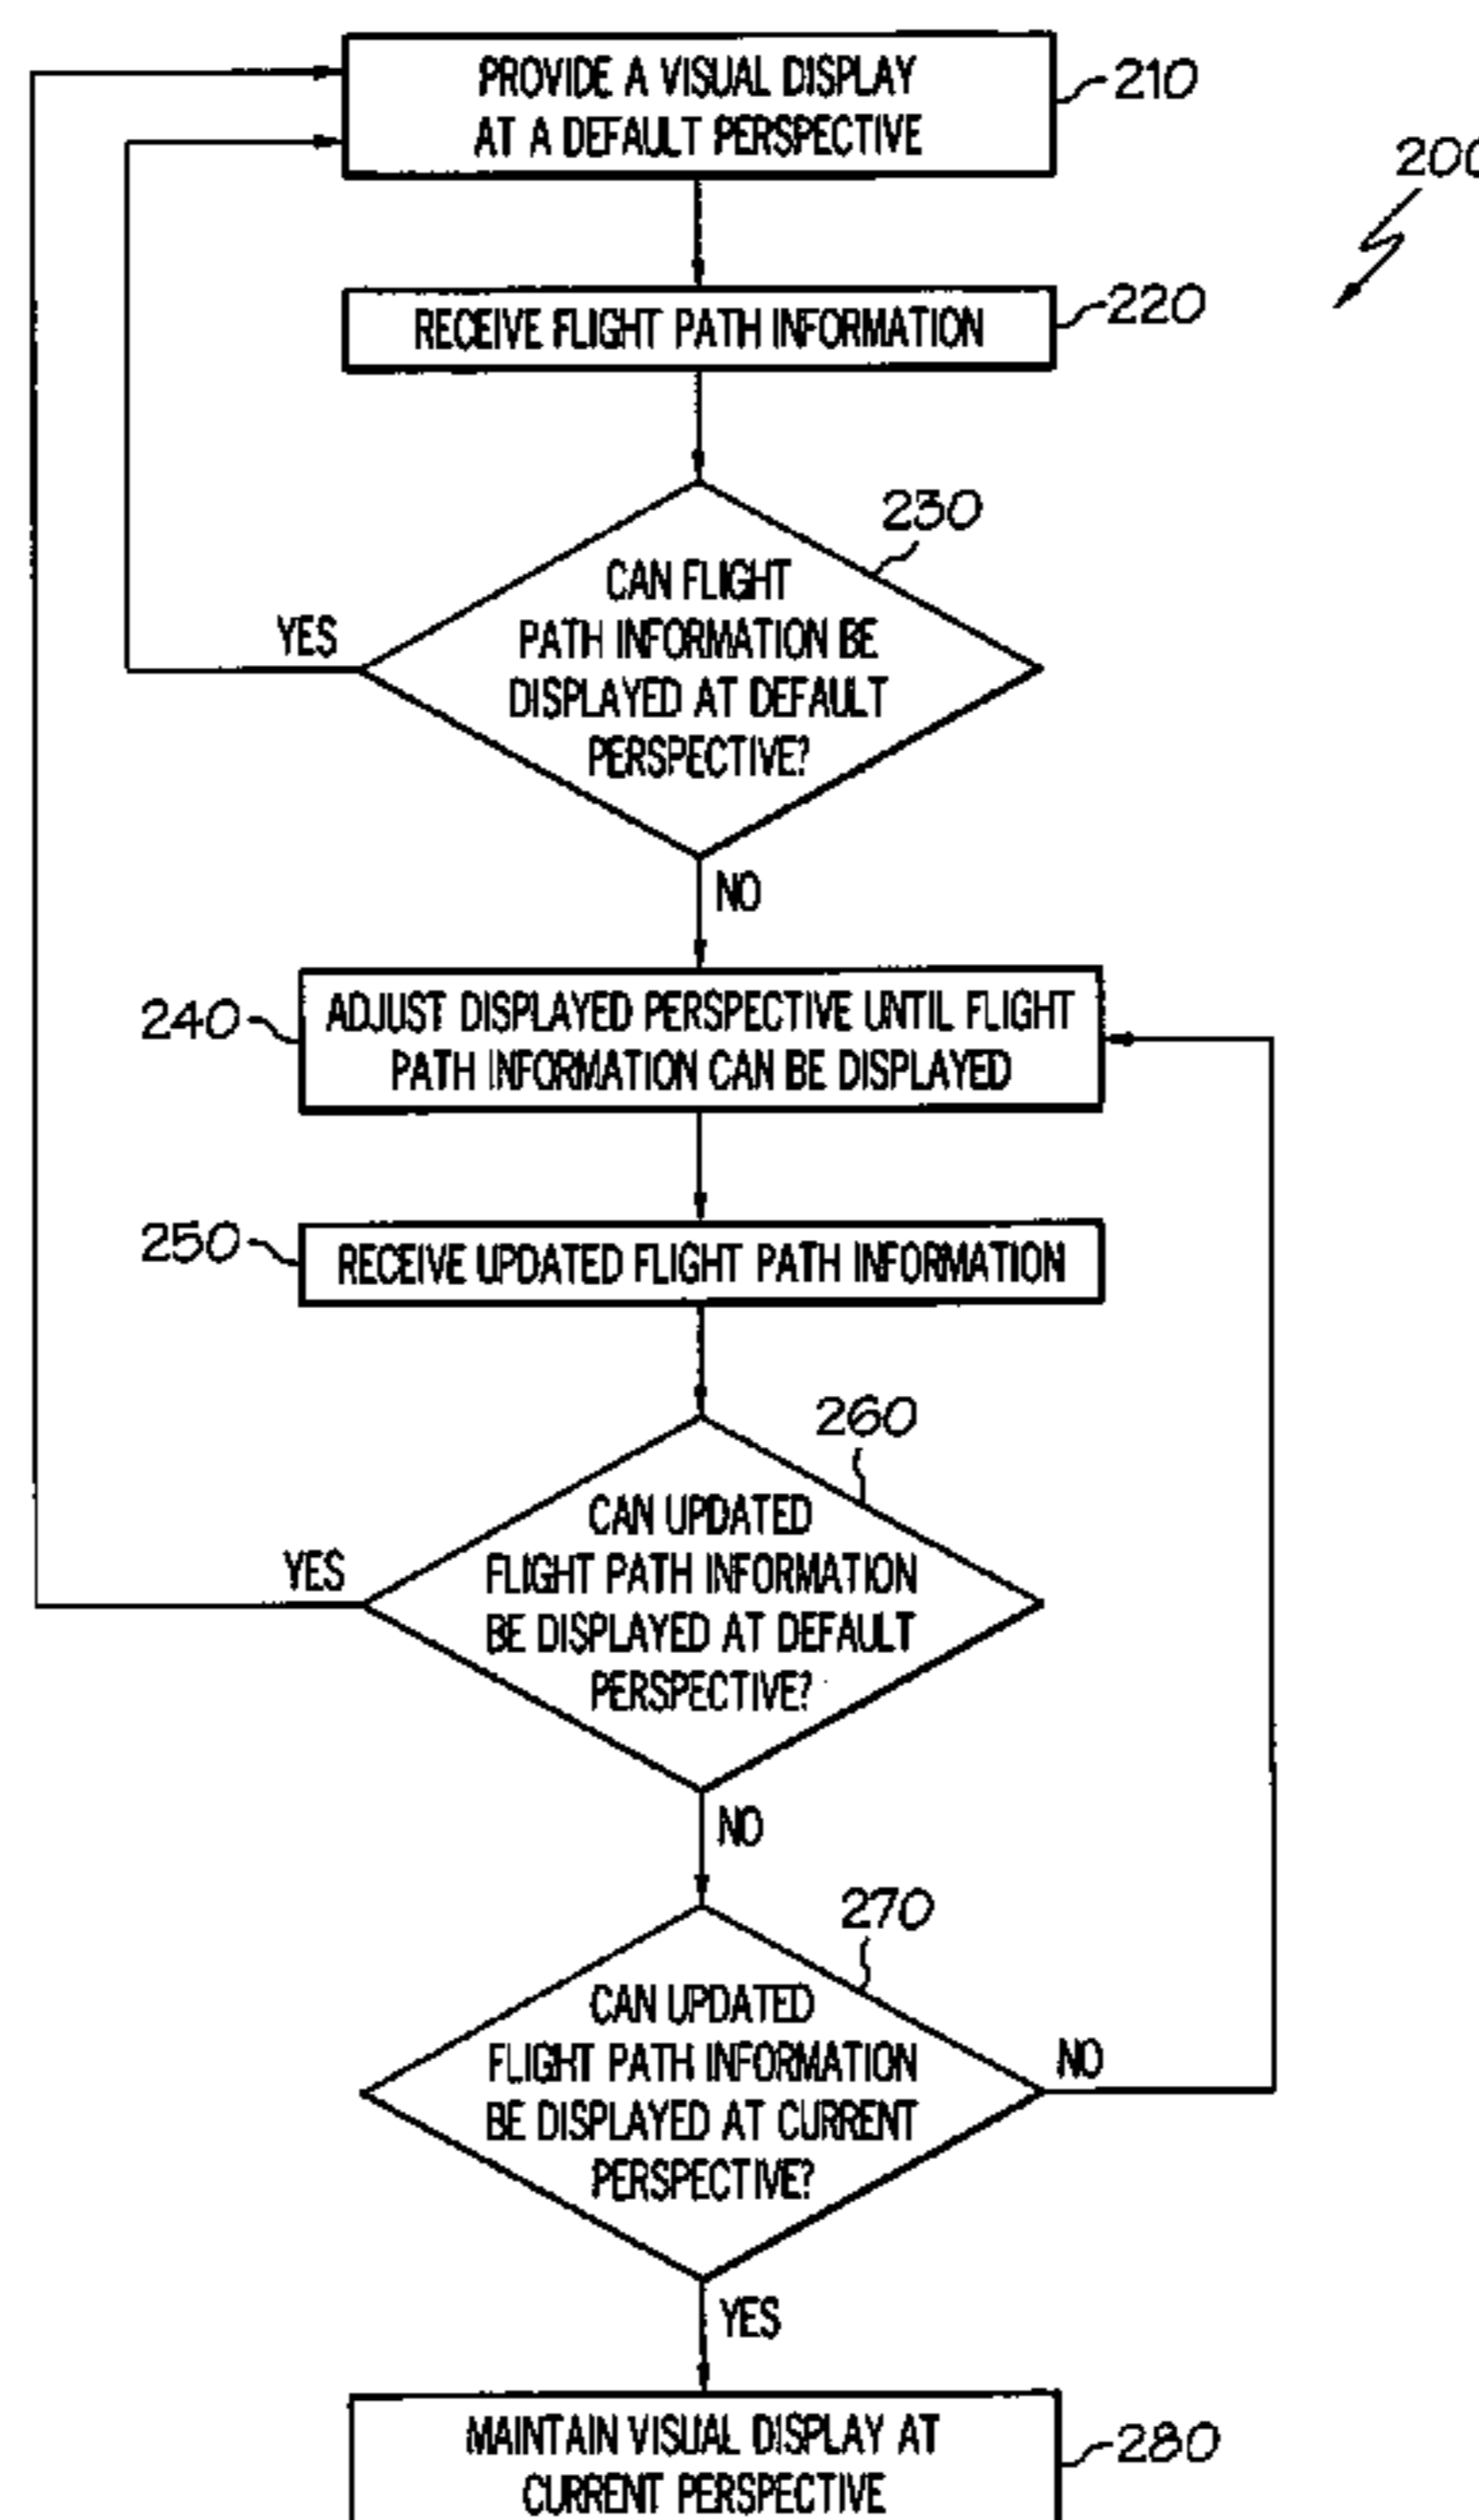 PROVIDE A VISUAL DISPLAY
AT A DEFAULT PERSPECTIVE
210
200
RECEIVE FLIGHT PATH INFORMATION
220
230
CAN FLIGHT
PATH INFORMATION BE
DISPLAYED AT DEFAULT
PERSPECTIVE?
YES
NO
240
ADJUST DISPLAYED PERSPECTIVE UNTIL FLIGHT
PATH INFORMATION CAN BE DISPLAYED
250
RECEIVE UPDATED FLIGHT PATH INFORMATION
260
CAN UPDATED
FLIGHT PATH INFORMATION
BE DISPLAYED AT DEFAULT
PERSPECTIVE?
YES
NO
270
CAN UPDATED
FLIGHT PATH INFORMATION
BE DISPLAYED AT CURRENT
PERSPECTIVE?
NO
YES
MAINTAIN VISUAL DISPLAY AT
CURRENT PERSPECTIVE
280